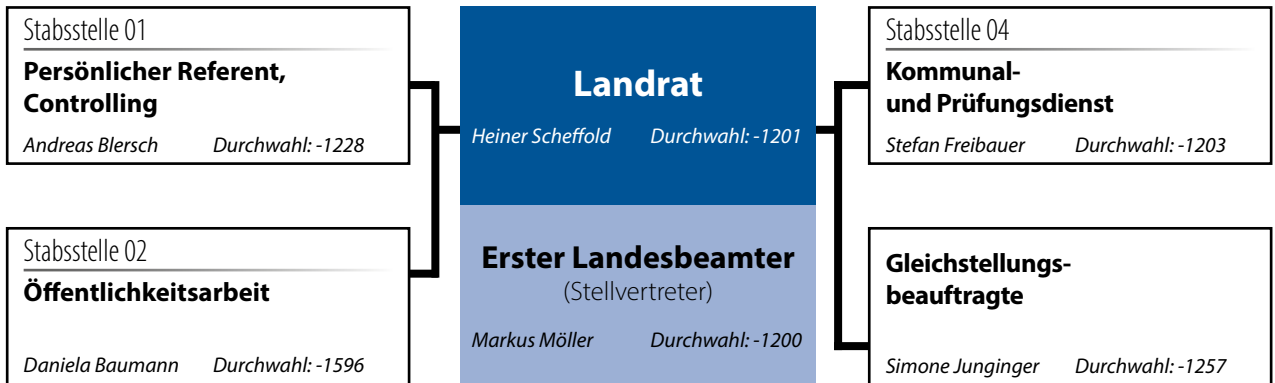 Stabsstelle 01
Persönlicher Referent,
Controlling
Andreas Blersch Durchwahl: -1228
Stabsstelle 02
Öffentlichkeitsarbeit
Daniela Baumann Durchwahl: -1596
Landrat
Heiner Scheffold Durchwahl: -1201
Erster Landesbeamter
(Stellvertreter)
Markus Möller Durchwahl: -1200
Stabsstelle 04
Kommunal-
und Prüfungsdienst
Stefan Freibauer Durchwahl: -1203
Gleichstellungs-
beauftragte
Simone Junginger Durchwahl: -1257